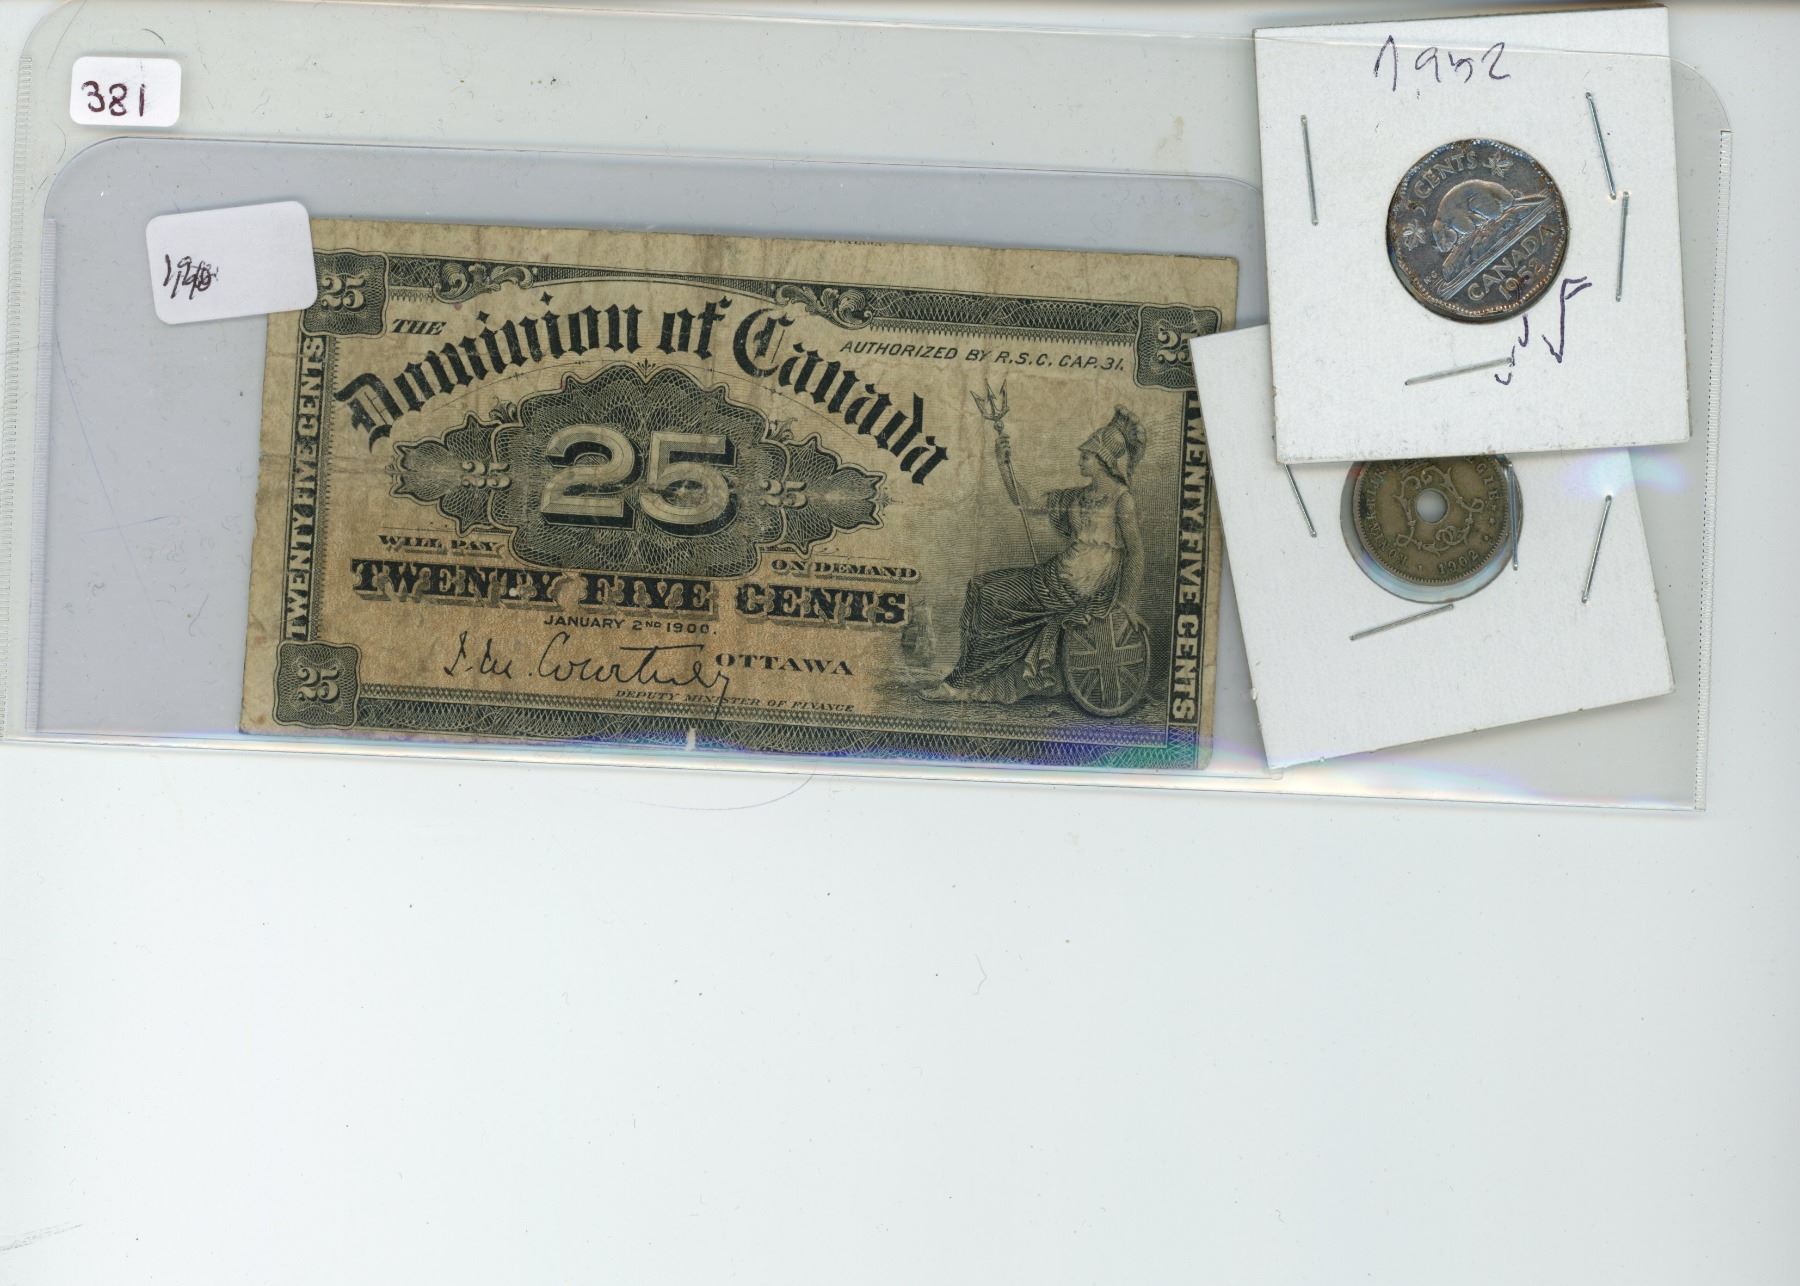 381
25
THE
Dominion of Canada
AUTHORIZED BY R.S.C. CAP. 31.
25
TWENTY FIVE CENTS
25
25
25
TWENTY-FIVE CENTS
WILL PAY
ON DEMAND
TWENTY FIVE CENTS
JANUARY 2ND 1900.
J. M. Courtney
OTTAWA
DEPUTY MINISTER OF FINANCE
25
1952
5 CENTS
CANADA
1952
1902